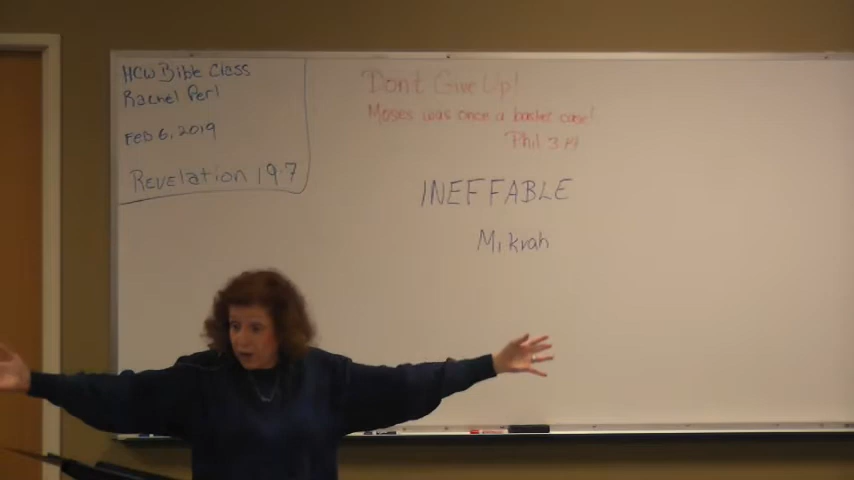 HCW Bible Class
Rachel Perl
Feb 6, 2019
Revelation 19:7
Don't Give Up!
Moses was once a basket case!
Phil 3:14
INEFFABLE
Mikrah